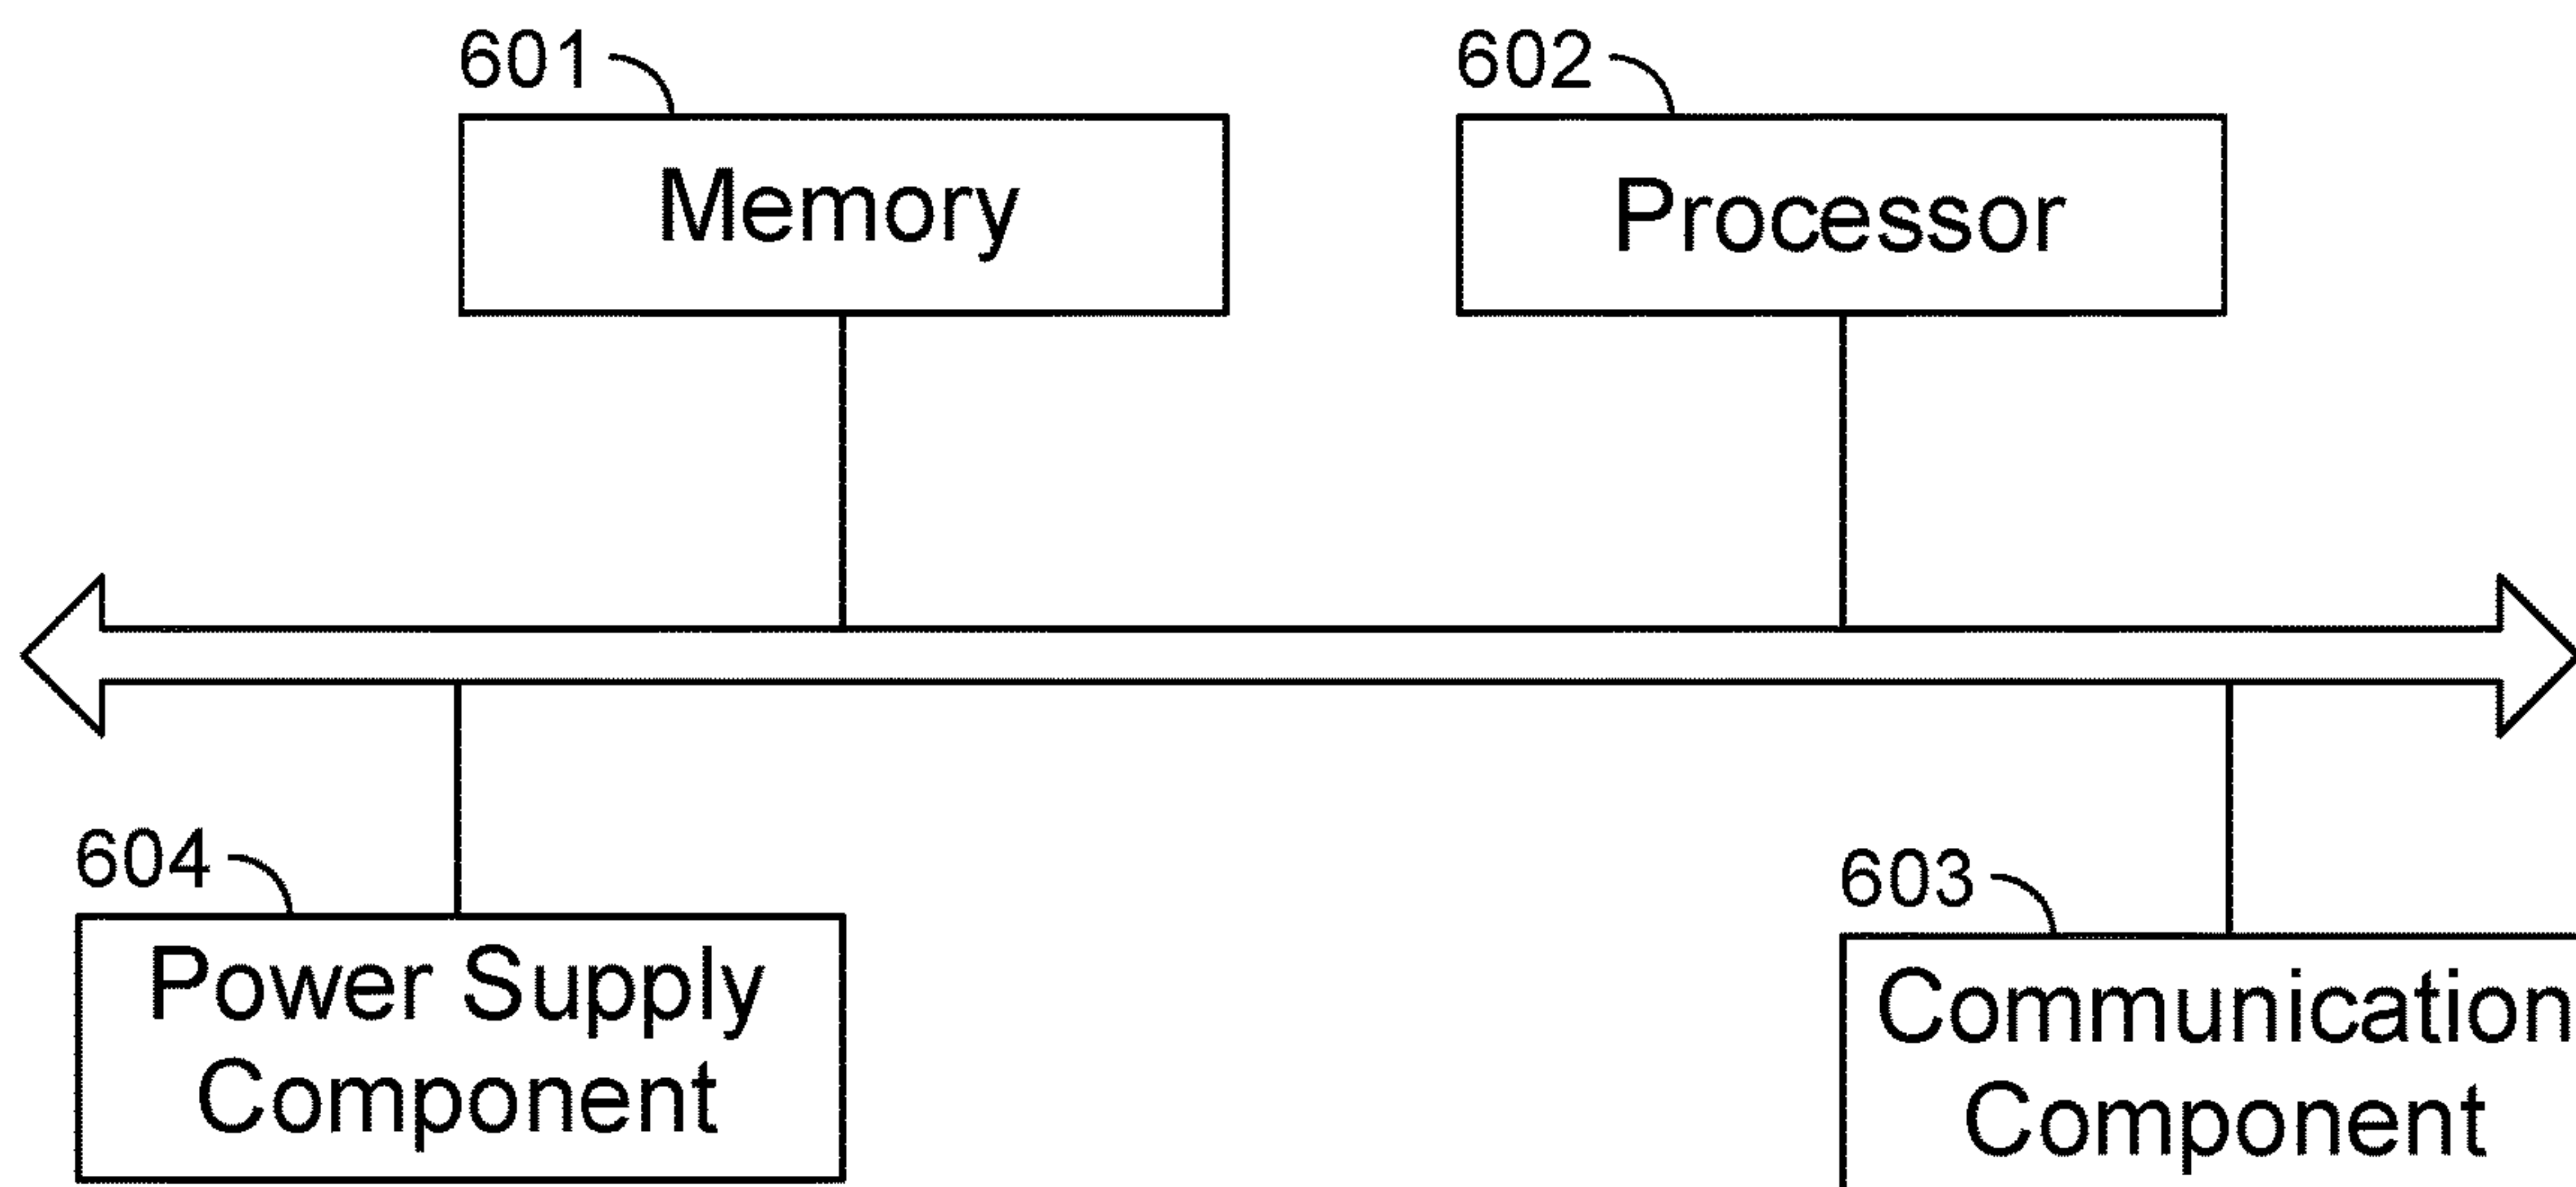 601
602
Memory
Processor
604
603
Power Supply
Component
Communication
Component